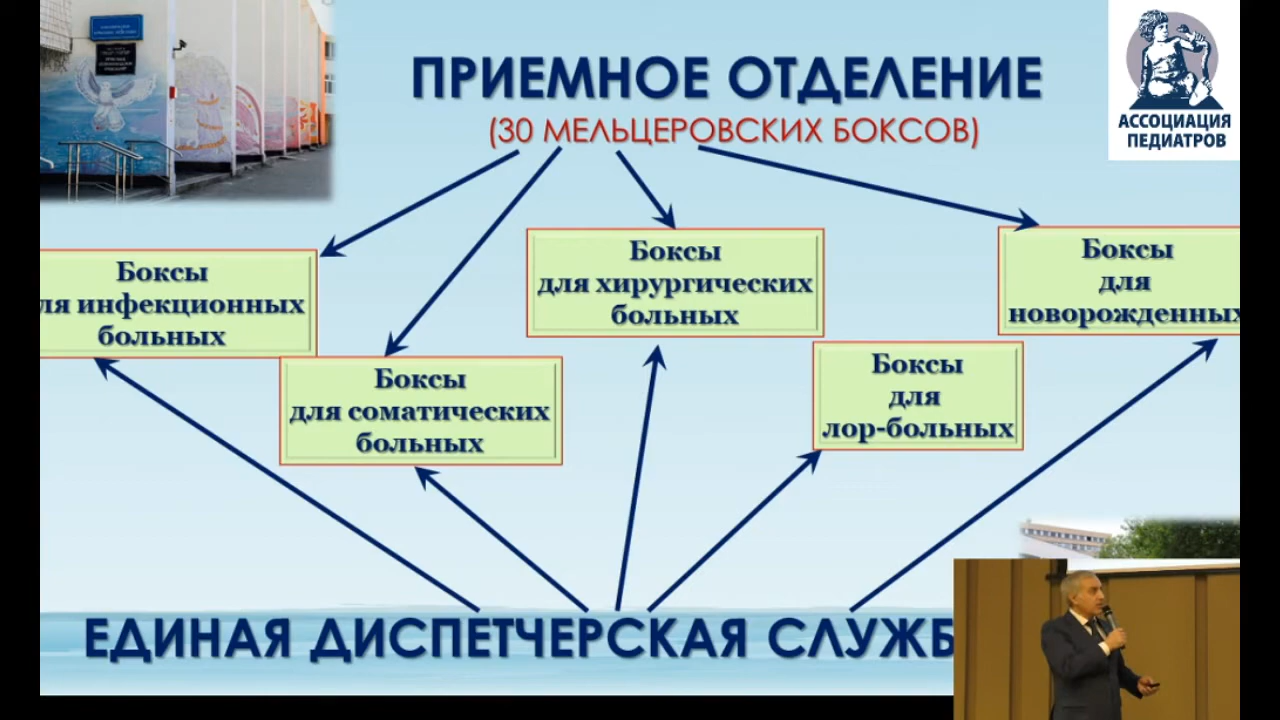 ПРИЕМНОЕ ОТДЕЛЕНИЕ
(30 МЕЛЬЦЕРОВСКИХ БОКСОВ)
АССОЦИАЦИЯ
ПЕДИАТРОВ
Боксы
ля инфекционных
больных
Боксы
для соматических
больных
Боксы
для хирургических
больных
Боксы
для
лор-больных
Боксы
для
новорожденных
ЕДИНАЯ ДИСПЕТЧЕРСКАЯ СЛУЖБ